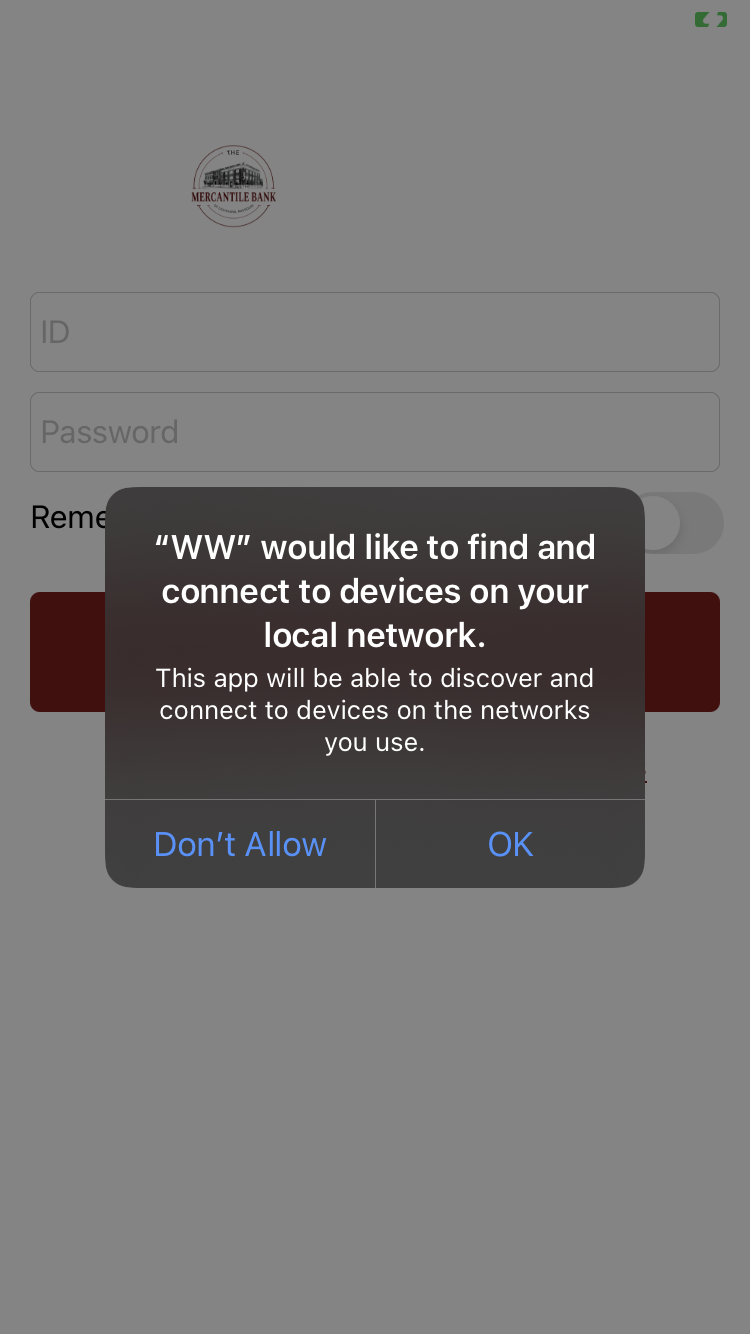 THE
MERCANTILE BANK
ID
Password
Reme
“WW” would like to find and
connect to devices on your
local network.
This app will be able to discover and
connect to devices on the networks
you use.
Don’t Allow
OK